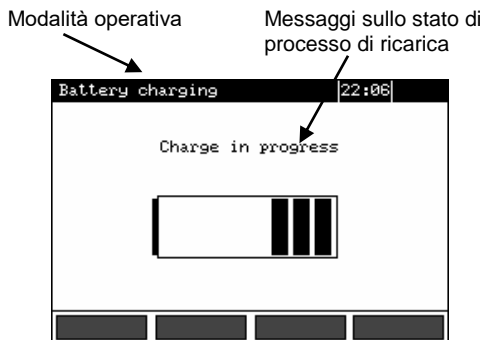 Modalità operativa
Messaggi sullo stato di
processo di ricarica
Battery charging 22:06
Charge in progress